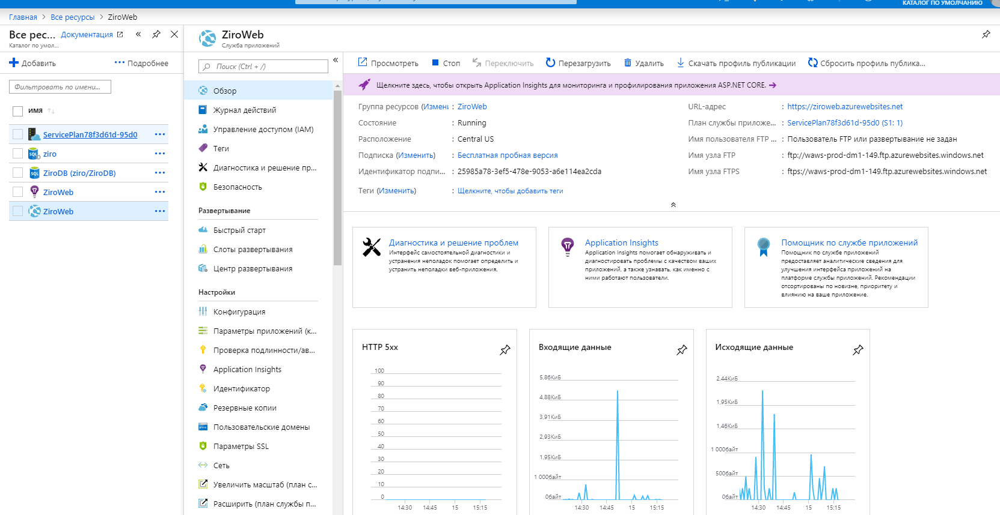 КАТАЛОГ ПО УМОЛЧАНИЮ
Главная > Все ресурсы > ZiroWeb
Все рес... Документация
Каталог по умол...
Добавить ••• Подробнее
Фильтровать по имени...
ИМЯ
ServicePlan78f3d61d-95d0 •••
ziro •••
ZiroDB (ziro/ZiroDB) •••
ZiroWeb •••
ZiroWeb •••
ZiroWeb
Служба приложений
Поиск (Ctrl + /)
Обзор
Журнал действий
Управление доступом (IAM)
Теги
Диагностика и решение пр...
Безопасность
Развертывание
Быстрый старт
Слоты развертывания
Центр развертывания
Настройки
Конфигурация
Параметры приложений (к...
Проверка подлинности/ав...
Application Insights
Идентификатор
Резервные копии
Пользовательские домены
Параметры SSL
Сеть
Увеличить масштаб (план с...
Расширить (план службы п...
Просмотреть Стоп Переключить Перезагрузить Удалить Скачать профиль публикации Сбросить профиль публика...
Щелкните здесь, чтобы открыть Application Insights для мониторинга и профилирования приложения ASP.NET CORE. →
Группа ресурсов (Измени : ZiroWeb
Состояние : Running
Расположение : Central US
Подписка (Изменить) : Бесплатная пробная версия
Идентификатор подпи... : 25985a78-3ef5-478e-9053-a6e114ea2cda
Теги (Изменить) : Щелкните, чтобы добавить теги
URL-адрес : https://ziroweb.azurewebsites.net
План службы приложе... : ServicePlan78f3d61d-95d0 (S1: 1)
Имя пользователя FTP ... : Пользователь FTP или развертывание не задан
Имя узла FTP : ftp://waws-prod-dm1-149.ftp.azurewebsites.windows.net
Имя узла FTPS : ftps://waws-prod-dm1-149.ftp.azurewebsites.windows.net
Диагностика и решение проблем
Интерфейс самостоятельной диагностики и
устранения неполадок помогает определить и
устранить неполадки веб-приложения.
Application Insights
Application Insights помогает обнаруживать и
диагностировать проблемы с качеством ваших
приложений, а также узнавать, как именно с
ними работают пользователи.
Помощник по службе приложений
Помощник по службе приложений
предоставляет аналитические сведения для
улучшения интерфейса приложений на
платформе службы приложений. Рекомендации
отсортированы по новизне, приоритету и
влиянию на ваше приложение.
HTTP 5xx
100
90
80
70
60
50
40
30
20
10
0
14:30 14:45 15 15:15
Входящие данные
5,86КиБ
4,88КиБ
3,91КиБ
2,93КиБ
1,95КиБ
1 000байт
0байт
14:30 14:45 15 15:15
Исходящие данные
2,44КиБ
1,95КиБ
1,46КиБ
1 000байт
500байт
0байт
14:30 14:45 15 15:15